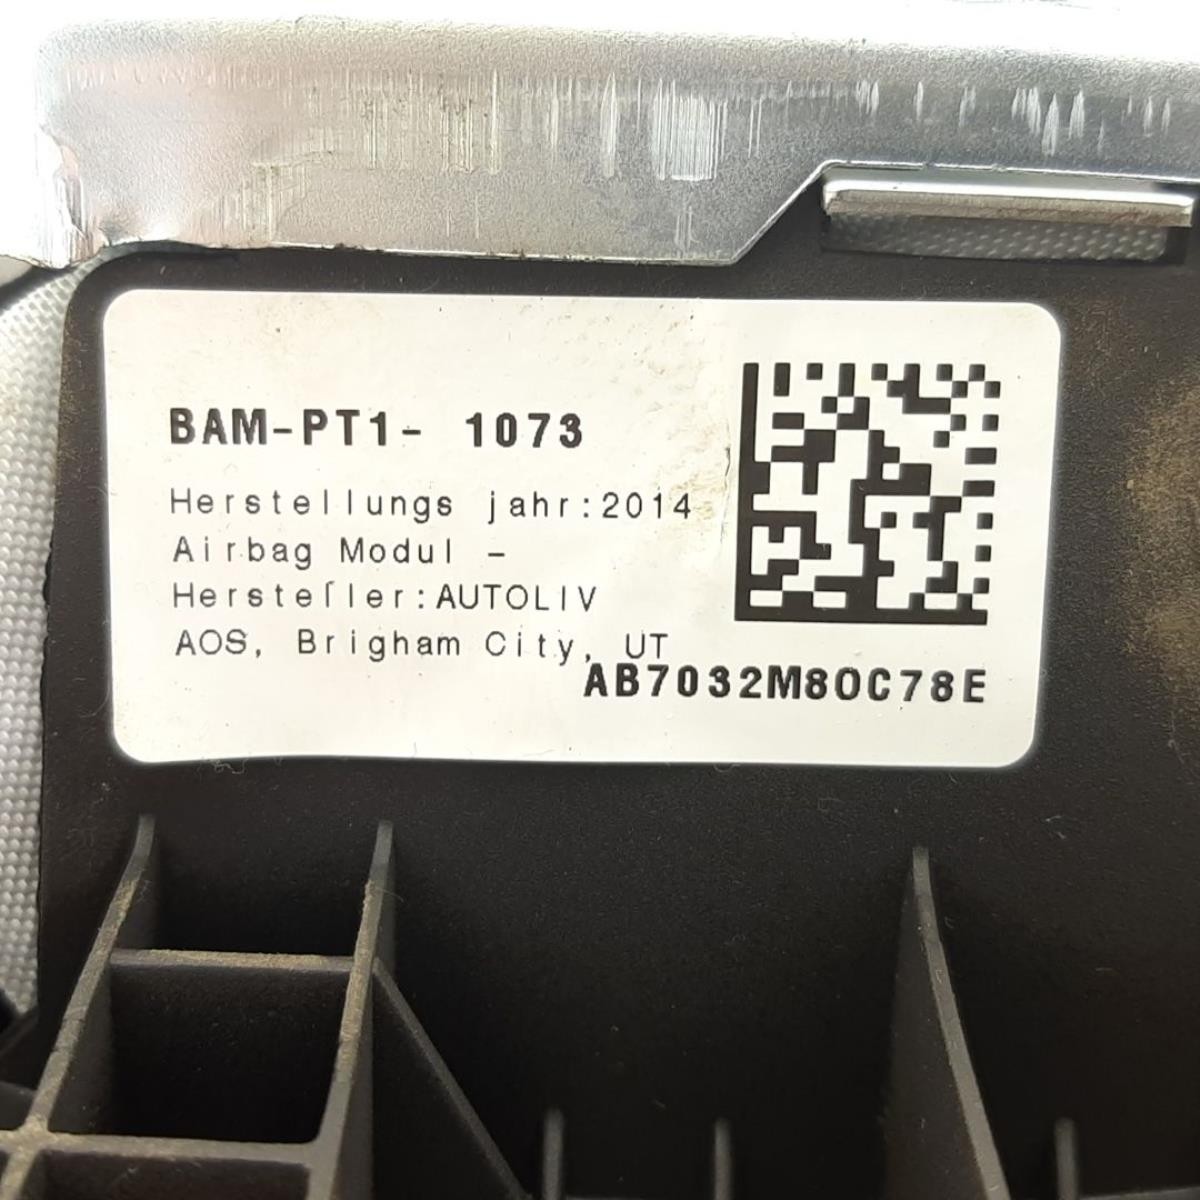 BAM-PT1- 1073
Herstellungs jahr:2014
Airbag Modul -
Hersteller:AUTOLIV
AOS, Brigham City, UT
AB7032M80C78E